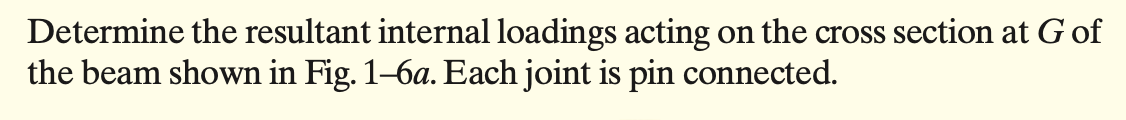 Determine the resultant internal loadings acting on the cross section at G of
the beam shown in Fig. 1–6a. Each joint is pin connected.